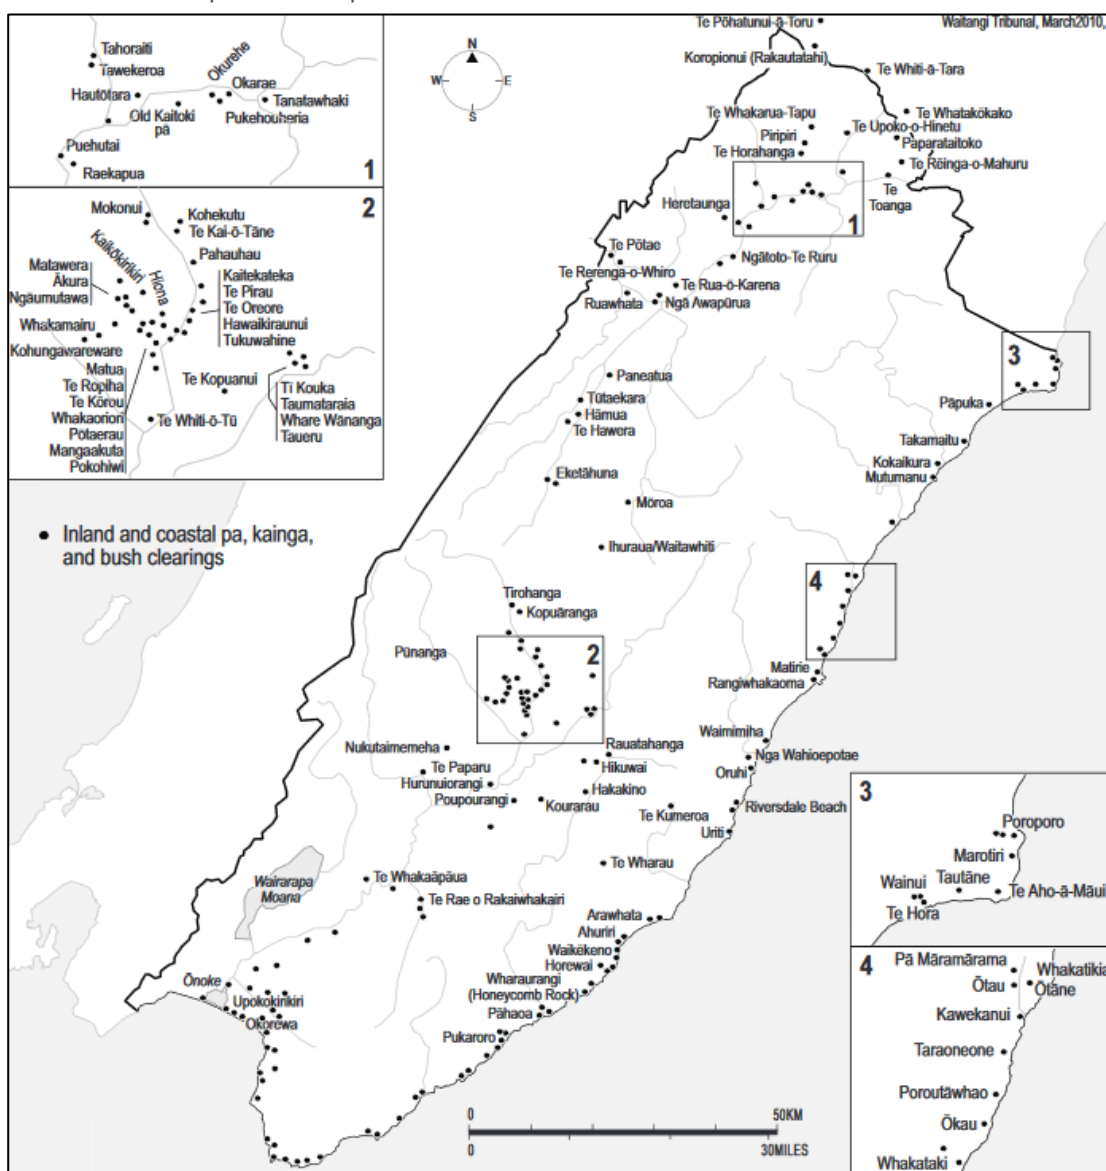 Waitangi Tribunal, March2010,
Te Pōhatunui-ā-Toru
Koropionui (Rakautatahi)
Te Whiti-ā-Tara
Te Whakarua-Tapu
Te Whatakōkako
Te Upoko-o-Hinetu
Piripiri
Paparataitoko
Te Horahanga
Te Rēinga-o-Mahuru
Te
Toanga
Heretaunga
1
N
W
E
S
Tahoraiti
Tawekeroa
Okurehe
Okarae
Hautōtara
Tanatawhaki
Old Kaitoki
pā
Pukehouheria
Puehutai
Raekapua
1
2
Mokonui
Kohekutu
Te Kai-ō-Tāne
Pahauhau
Kaikōkirikiri
Hiona
Matawera
Ākura
Ngāumutawa
Kaitekateka
Te Pirau
Te Oreore
Hawaikiraunui
Tukuwahine
Whakamairu
Kohungawareware
Matua
Te Ropiha
Te Kōrou
Whakaoriori
Pōtaerau
Mangaakuta
Pokohiwi
Te Kopuanui
Te Whiti-ō-Tū
Tī Kouka
Taumataraia
Whare Wānanga
Taueru
Inland and coastal pa, kainga,
and bush clearings
Te Pōtae
Ngātoto-Te Ruru
Te Rerenga-o-Whiro
Te Rua-ō-Karena
Ruawhata
Ngā Awapūrua
3
Paneatua
Pāpuka
Tūtaekara
Hāmua
Te Hawera
Takamaitu
Kokaikura
Mutumanu
Eketāhuna
Mōroa
Ihuraua/Waitawhiti
4
Tirohanga
Kopuāranga
Pūnanga
2
Matirie
Rangiwhakaoma
Waimimiha
Nukutaimemeha
Rauatahanga
Nga Wahioepotae
Te Paparu
Hikuwai
Oruhi
Hurunuiorangi
Hakakino
Poupourangi
Kourarau
Te Kumeroa
Riversdale Beach
Uriti
Te Wharau
Wairarapa
Moana
Te Whakaāpāua
Te Rae o Rakaiwhakairi
Arawhata
Ahuriri
Waikēkeno
Horewai
Wharaurangi
(Honeycomb Rock)
Ōnoke
Upokokirikiri
Okorewa
Pāhaoa
Pukaroro
0
50KM
0
30MILES
3
Poroporo
Marotiri
Tautāne
Wainui
Te Aho-ā-Māui
Te Hora
4
Pā Māramārama
Whakatikia
Ōtau
Ōtāne
Kawekanui
Taraoneone
Poroutāwhao
Ōkau
Whakataki